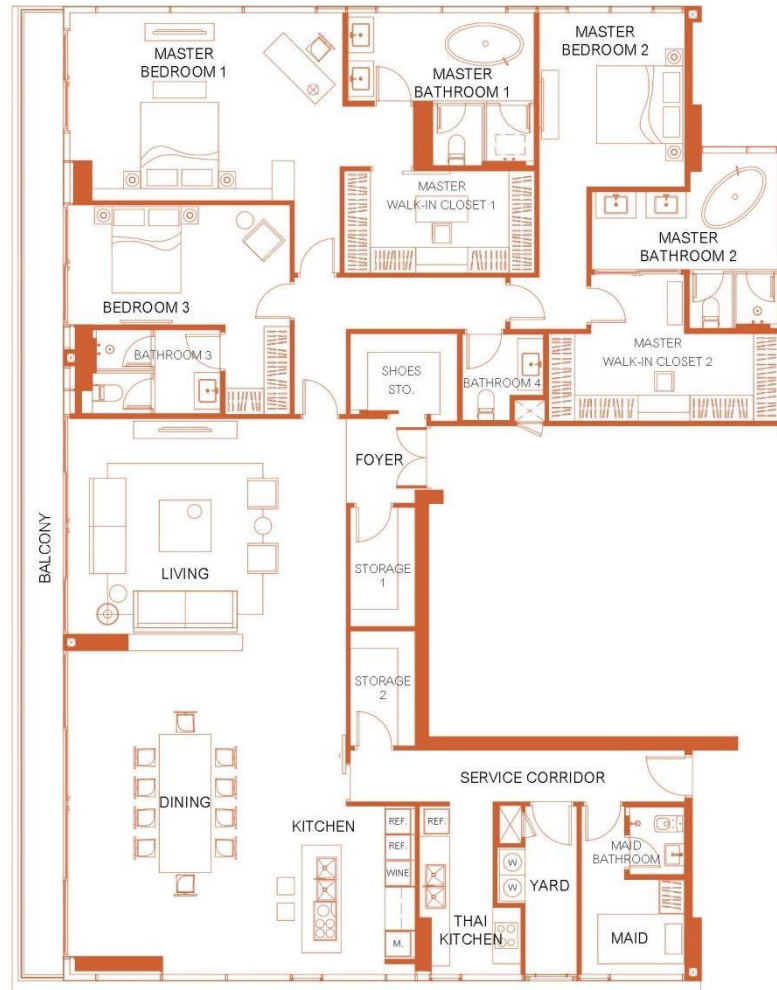 MASTER
BEDROOM 1
MASTER
BATHROOM 1
MASTER
BEDROOM 2
MASTER
WALK-IN CLOSET 1
MASTER
BATHROOM 2
BEDROOM 3
BATHROOM 3
SHOES
STO.
BATHROOM 4
MASTER
WALK-IN CLOSET 2
FOYER
BALCONY
LIVING
STORAGE
1
STORAGE
2
SERVICE CORRIDOR
DINING
KITCHEN
REF.
REF.
WINE
M.
REF.
THAI
KITCHEN
W
W
YARD
MAID
BATHROOM
MAID